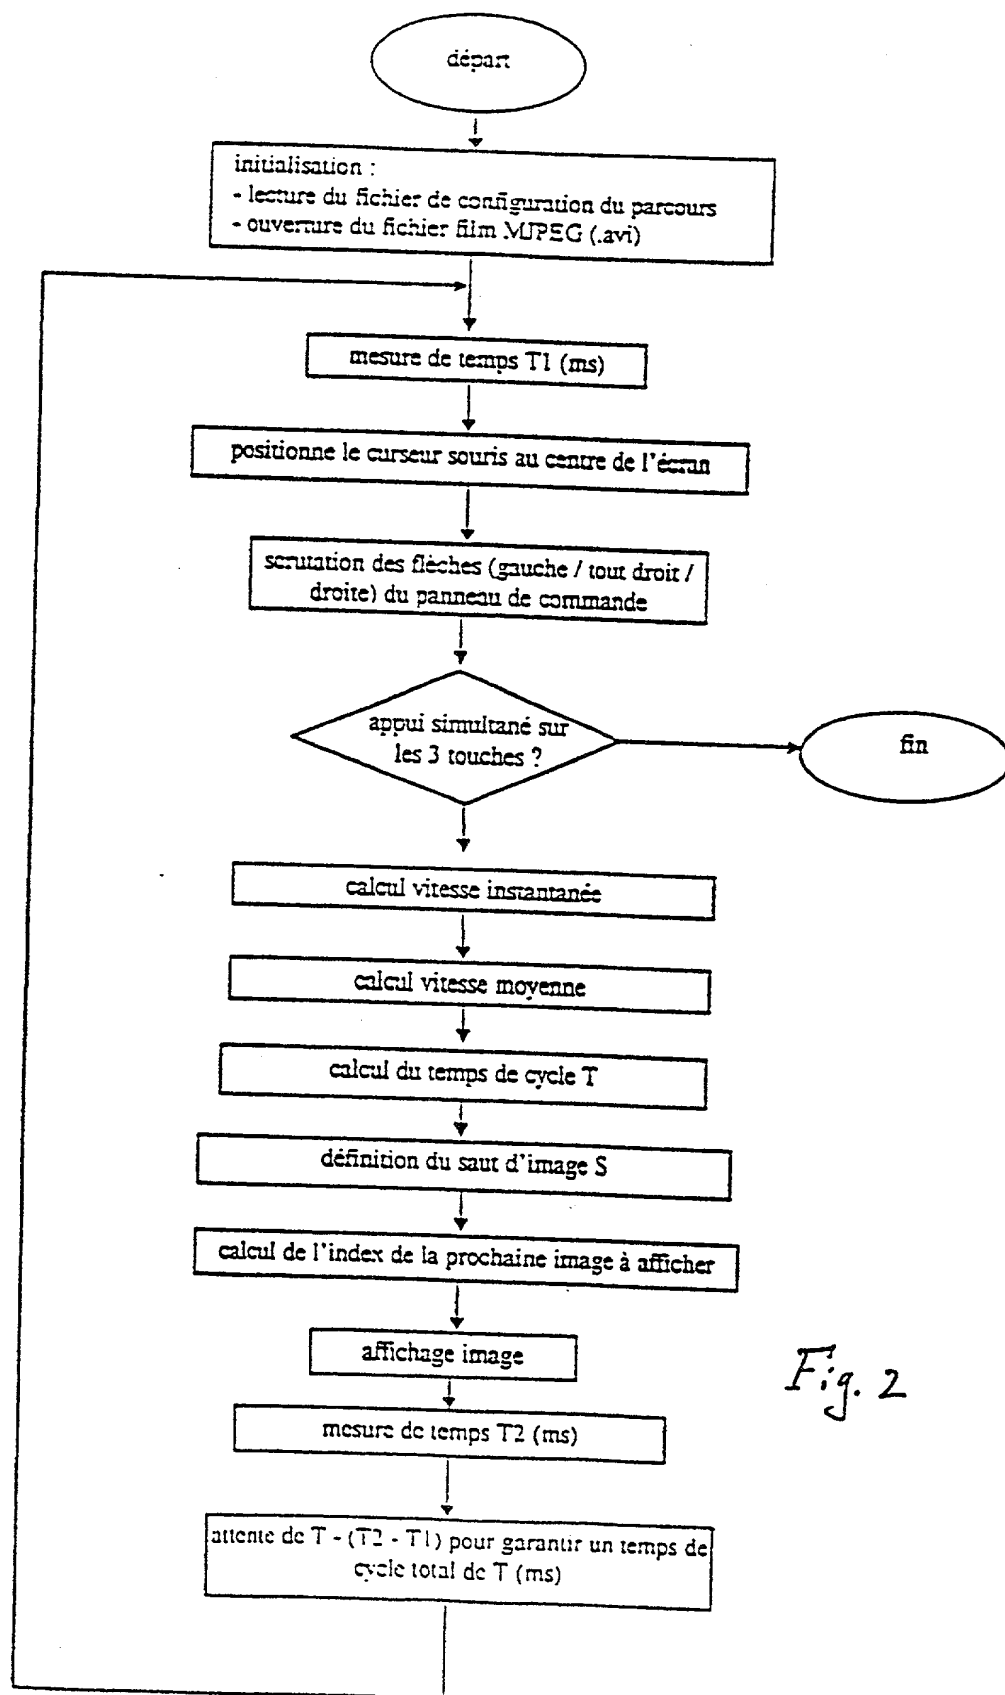 départ
initialisation :
- lecture du fichier de configuration du parcours
- ouverture du fichier film MJPEG (.avi)
mesure de temps T1 (ms)
positionne le curseur souris au centre de l'écran
scrutation des flèches (gauche / tout droit /
droite) du panneau de commande
appui simultané sur
les 3 touches ?
fin
calcul vitesse instantanée
calcul vitesse moyenne
calcul du temps de cycle T
définition du saut d'image S
calcul de l'index de la prochaine image à afficher
affichage image
mesure de temps T2 (ms)
attente de T - (T2 - T1) pour garantir un temps de
cycle total de T (ms)
Fig. 2